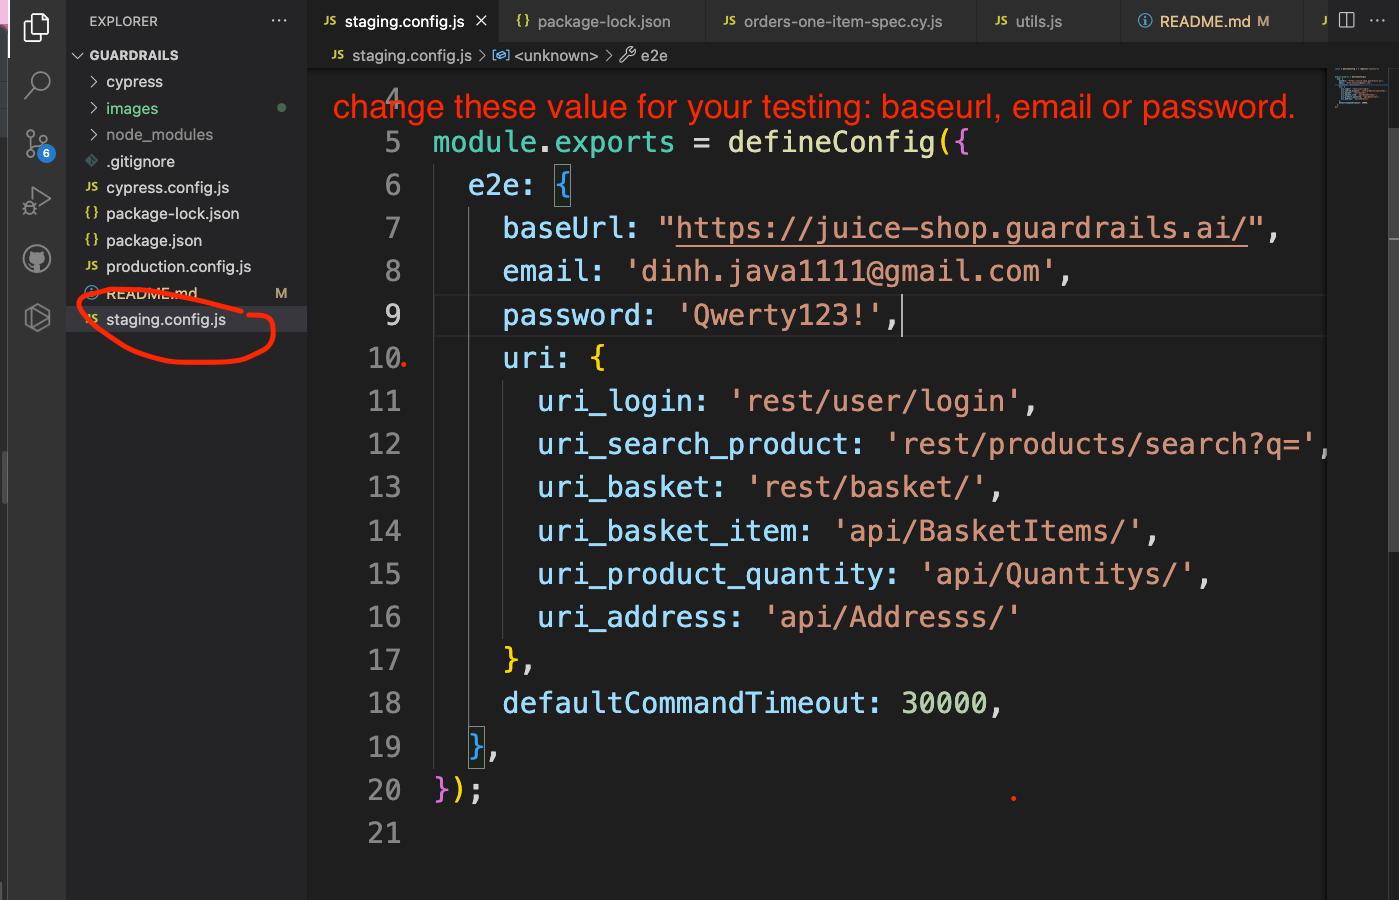 EXPLORER
GUARDRAILS
cypress
images
node_modules
.gitignore
JS cypress.config.js
{} package-lock.json
{} package.json
JS production.config.js
README.md M
JS staging.config.js
6
JS staging.config.js
{} package-lock.json
JS orders-one-item-spec.cy.js
JS utils.js
README.md M
JS staging.config.js > <unknown> > e2e
change these value for your testing: baseurl, email or password.
4
5 module.exports = defineConfig({
6 e2e: {
7 baseUrl: "https://juice-shop.guardrails.ai/",
8 email: 'dinh.java1111@gmail.com',
9 password: 'Qwerty123!',
10 uri: {
11 uri_login: 'rest/user/login',
12 uri_search_product: 'rest/products/search?q=',
13 uri_basket: 'rest/basket/',
14 uri_basket_item: 'api/BasketItems/',
15 uri_product_quantity: 'api/Quantitys/',
16 uri_address: 'api/Addresss/'
17 },
18 defaultCommandTimeout: 30000,
19 },
20 });
21